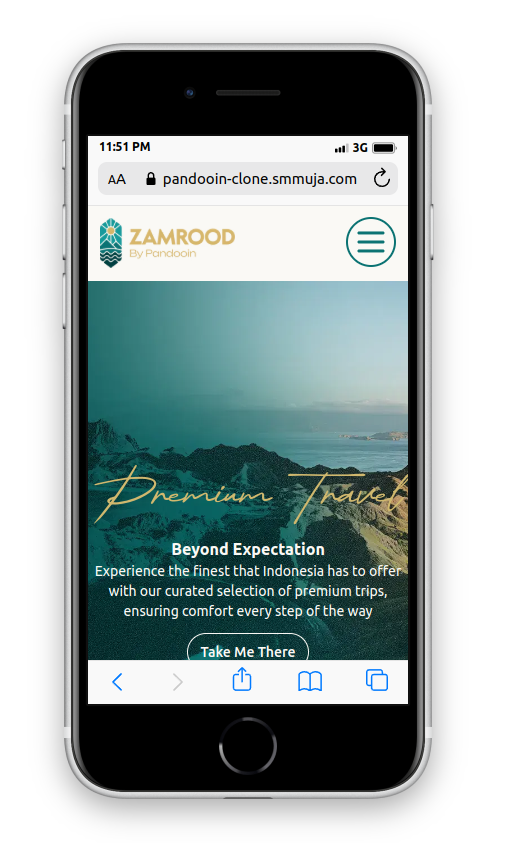 11:51 PM
3G
AA
pandooin-clone.smmuja.com
ZAMROOD
By Pandooin
Premium Travel
Beyond Expectation
Experience the finest that Indonesia has to offer
with our curated selection of premium trips,
ensuring comfort every step of the way
Take Me There